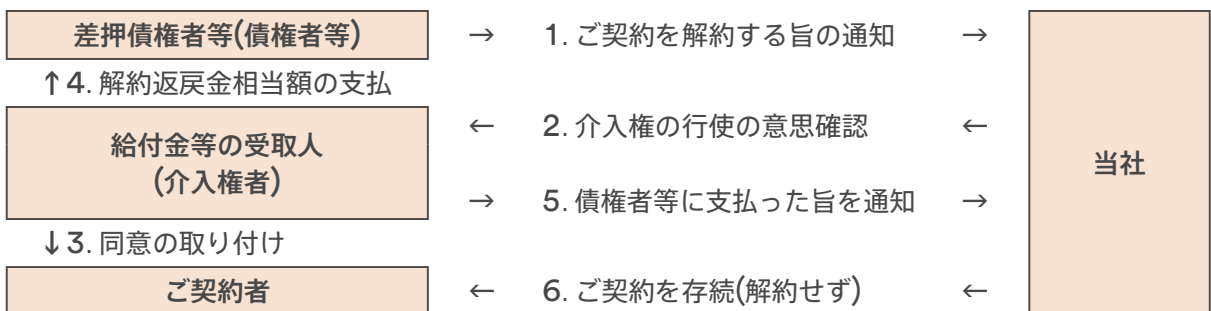 差押債権者等(債権者等) → 1. ご契約を解約する旨の通知 →
↑4. 解約返戻金相当額の支払
← 2. 介入権の行使の意思確認 ←
給付金等の受取人
(介入権者)
当社
→ 5. 債権者等に支払った旨を通知 →
↓3. 同意の取り付け
ご契約者 ← 6. ご契約を存続(解約せず) ←